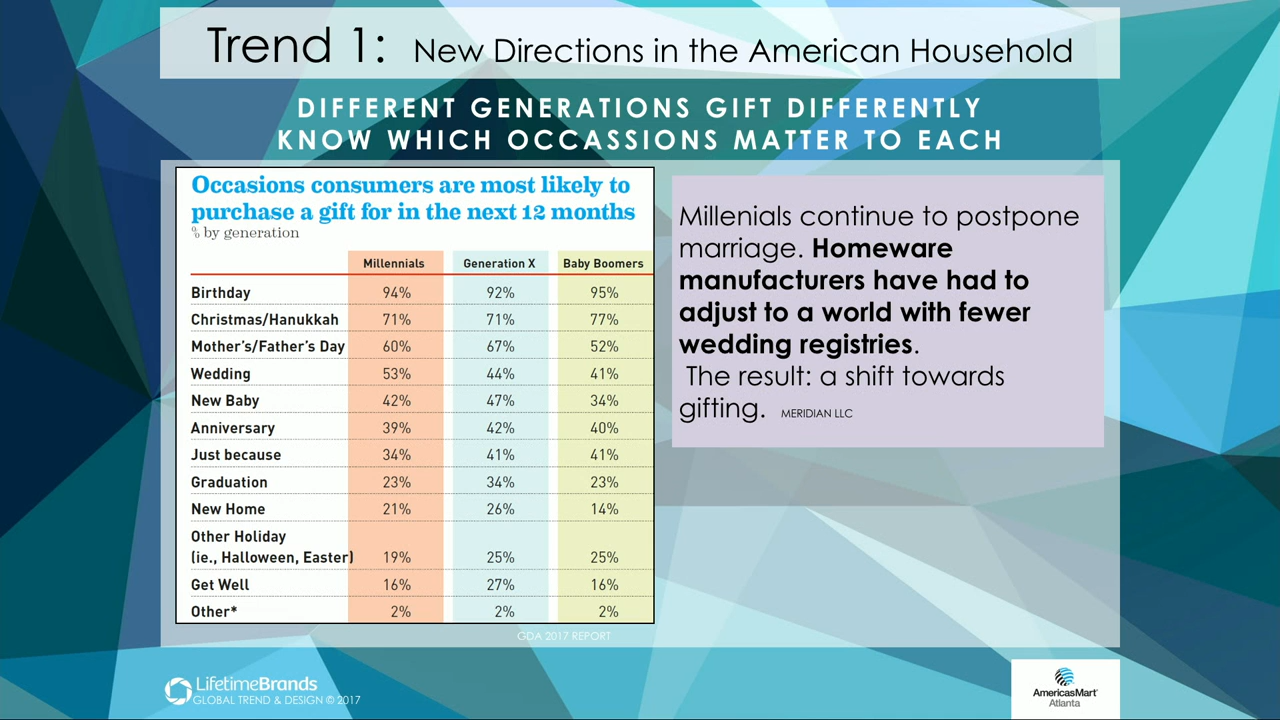 Trend 1: New Directions in the American Household
DIFFERENT GENERATIONS GIFT DIFFERENTLY
KNOW WHICH OCCASSIONS MATTER TO EACH
Occasions consumers are most likely to
purchase a gift for in the next 12 months
% by generation
Millennials Generation X Baby Boomers
Birthday 94% 92% 95%
Christmas/Hanukkah 71% 71% 77%
Mother's/Father's Day 60% 67% 52%
Wedding 53% 44% 41%
New Baby 42% 47% 34%
Anniversary 39% 42% 40%
Just because 34% 41% 41%
Graduation 23% 34% 23%
New Home 21% 26% 14%
Other Holiday
(ie., Halloween, Easter) 19% 25% 25%
Get Well 16% 27% 16%
Other* 2% 2% 2%
GDA 2017 REPORT
Millenials continue to postpone
marriage. Homeware
manufacturers have had to
adjust to a world with fewer
wedding registries.
The result: a shift towards
gifting. MERIDIAN LLC
LifetimeBrands
GLOBAL TREND & DESIGN © 2017
AmericasMart
Atlanta